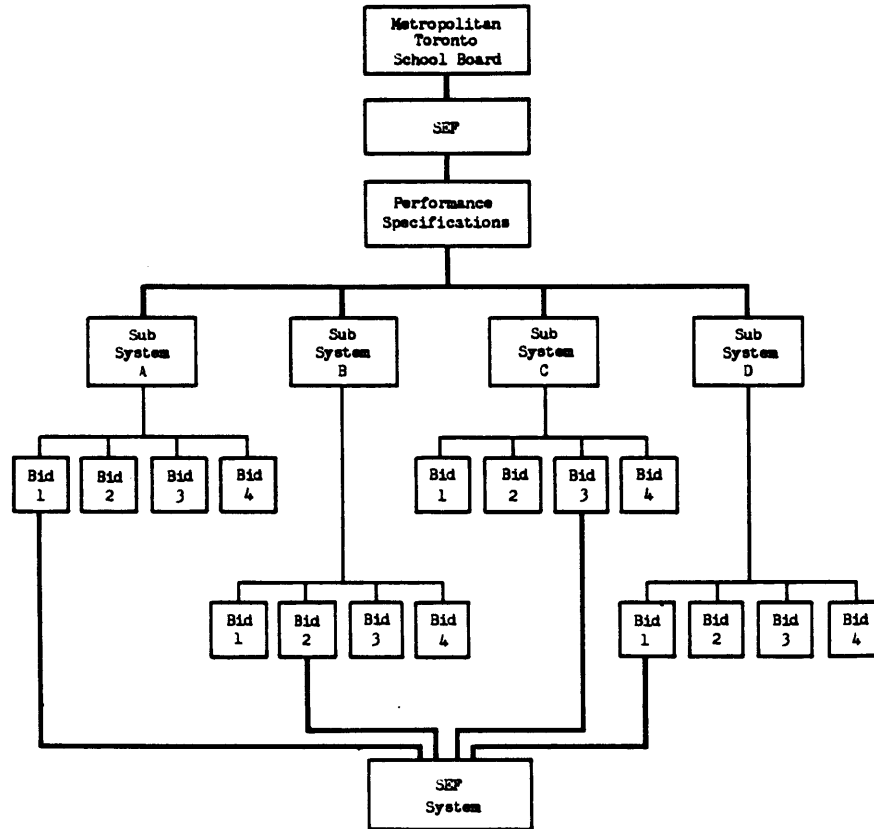 Metropolitan
Toronto
School Board
SEF
Performance
Specifications
Sub
System
A
Sub
System
B
Sub
System
C
Sub
System
D
Bid
1
Bid
2
Bid
3
Bid
4
Bid
1
Bid
2
Bid
3
Bid
4
Bid
1
Bid
2
Bid
3
Bid
4
Bid
1
Bid
2
Bid
3
Bid
4
SEF
System